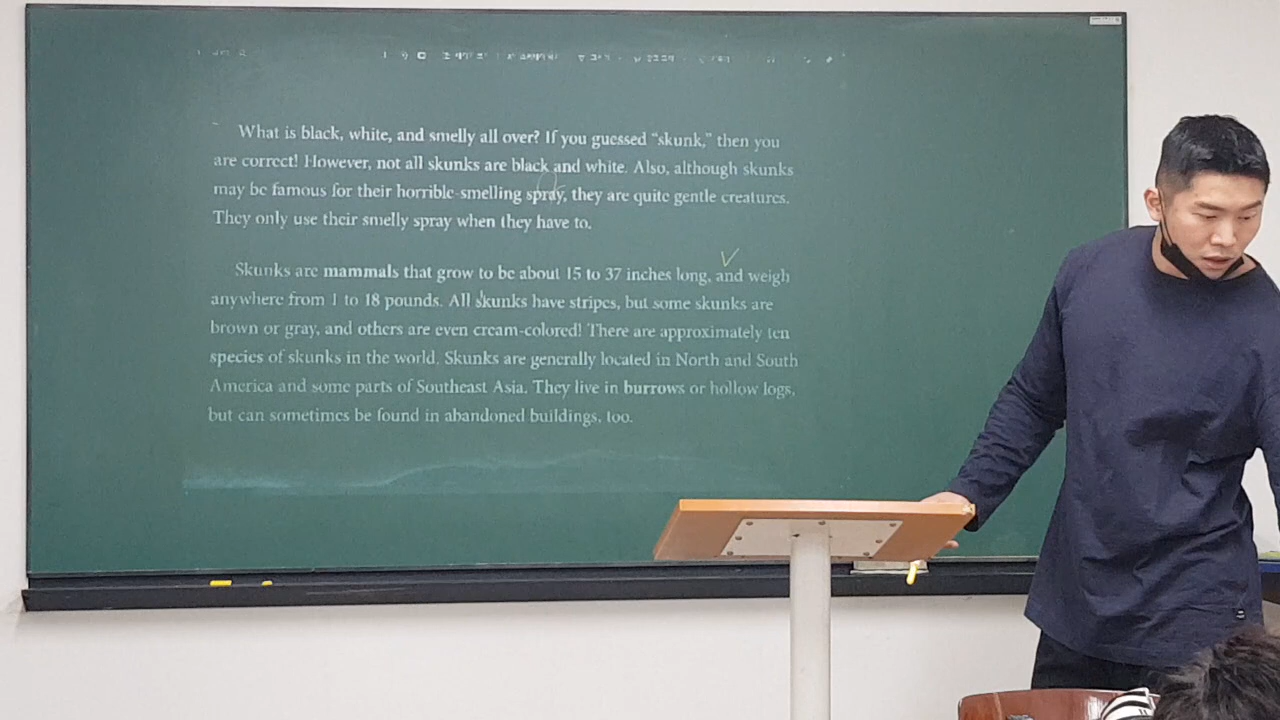 What is black, white, and smelly all over? If you guessed “skunk,” then you
are correct! However, not all skunks are black and white. Also, although skunks
may be famous for their horrible-smelling spray, they are quite gentle creatures.
They only use their smelly spray when they have to.
Skunks are mammals that grow to be about 15 to 37 inches long, and weigh
anywhere from 1 to 18 pounds. All skunks have stripes, but some skunks are
brown or gray, and others are even cream-colored! There are approximately ten
species of skunks in the world. Skunks are generally located in North and South
America and some parts of Southeast Asia. They live in burrows or hollow logs,
but can sometimes be found in abandoned buildings, too.